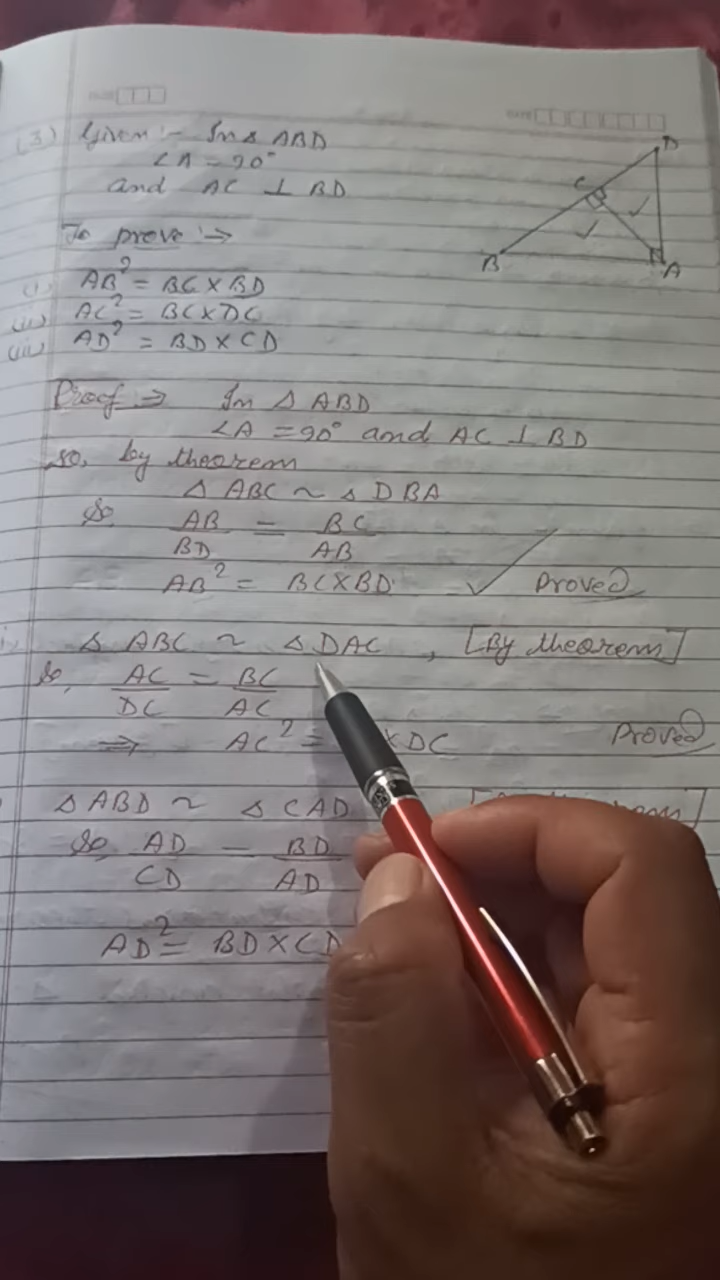 (3) Given :- In Δ ABD
∠A = 90°
and AC ⊥ BD
D
C
B
A
To prove :→
(i) AB² = BC × BD
(ii) AC² = BC × DC
(iii) AD² = BD × CD
Proof ⇒ In Δ ABD
∠A = 90° and AC ⊥ BD
so, by theorem
Δ ABC ~ Δ DBA
So AB/BD = BC/AB
AB² = BC × BD Proved
Δ ABC ~ Δ DAC , [By theorem]
So, AC/DC = BC/AC
⇒ AC² = × DC Proved
Δ ABD ~ Δ CAD
So AD/CD = BD/AD
AD² = BD × CD